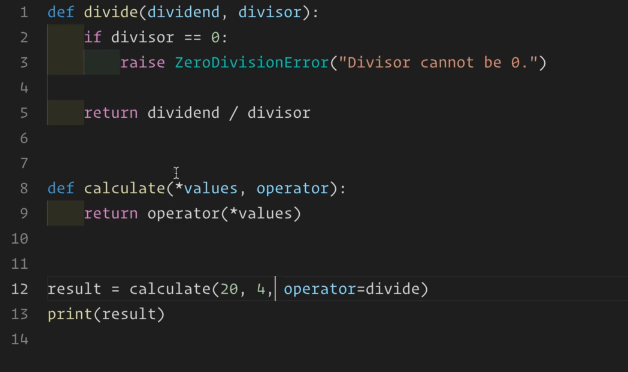 1 def divide(dividend, divisor):
2     if divisor == 0:
3         raise ZeroDivisionError("Divisor cannot be 0.")
4
5     return dividend / divisor
6
7
8 def calculate(*values, operator):
9     return operator(*values)
10
11
12 result = calculate(20, 4, operator=divide)
13 print(result)
14